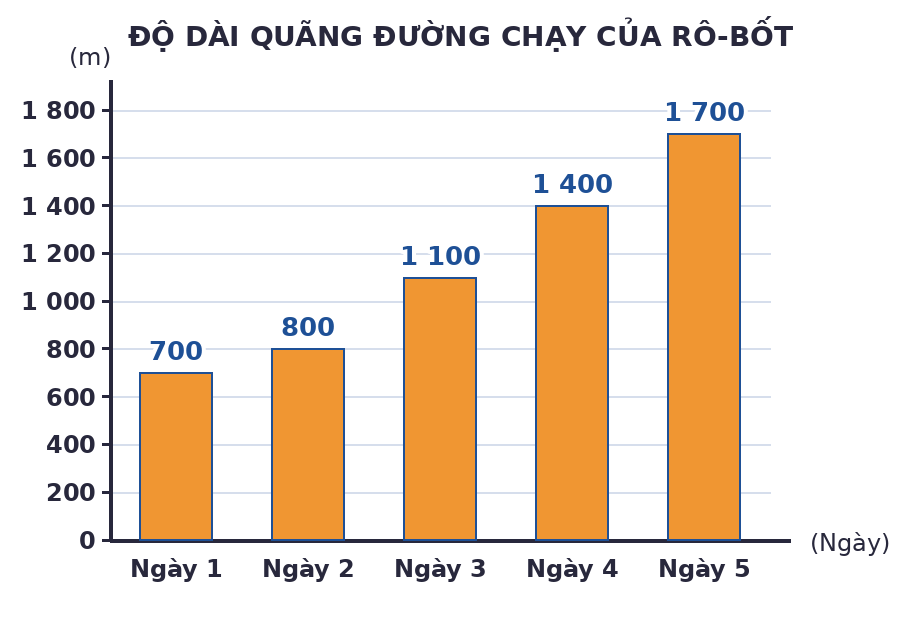 ĐỘ DÀI QUÃNG ĐƯỜNG CHẠY CỦA RÔ-BỐT
(m)
1 800
1 600
1 400
1 200
1 000
800
600
400
200
0
700
800
1 100
1 400
1 700
Ngày 1
Ngày 2
Ngày 3
Ngày 4
Ngày 5
(Ngày)